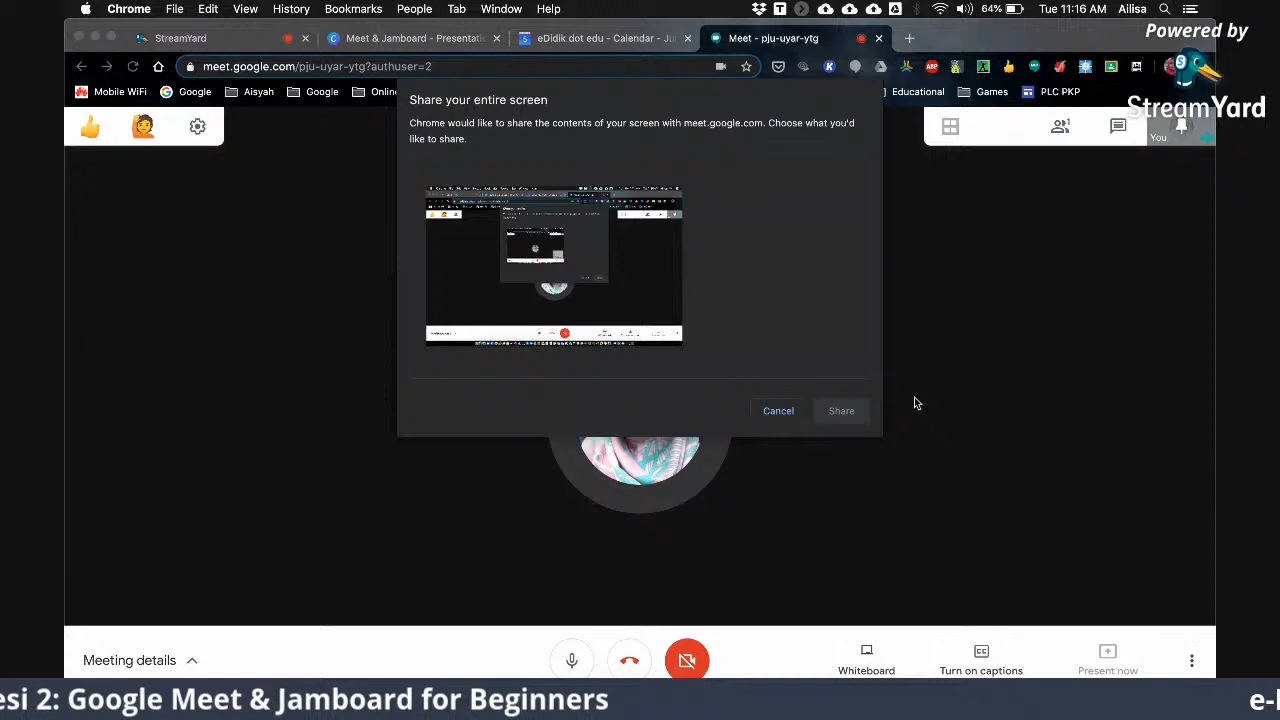 Chrome File Edit View History Bookmarks People Tab Window Help 64% Tue 11:16 AM Ailisa
Powered by
StreamYard
StreamYard Meet & Jamboard - Presentatio eDidik dot edu - Calendar - Ju Meet - pju-uyar-ytg
meet.google.com/pju-uyar-ytg?authuser=2
Mobile WiFi Google Aisyah Google Onlin Educational Games PLC PKP
Share your entire screen
Chrome would like to share the contents of your screen with meet.google.com. Choose what you'd
like to share.
1
You
Cancel Share
Meeting details
Whiteboard Turn on captions Present now
esi 2: Google Meet & Jamboard for Beginners